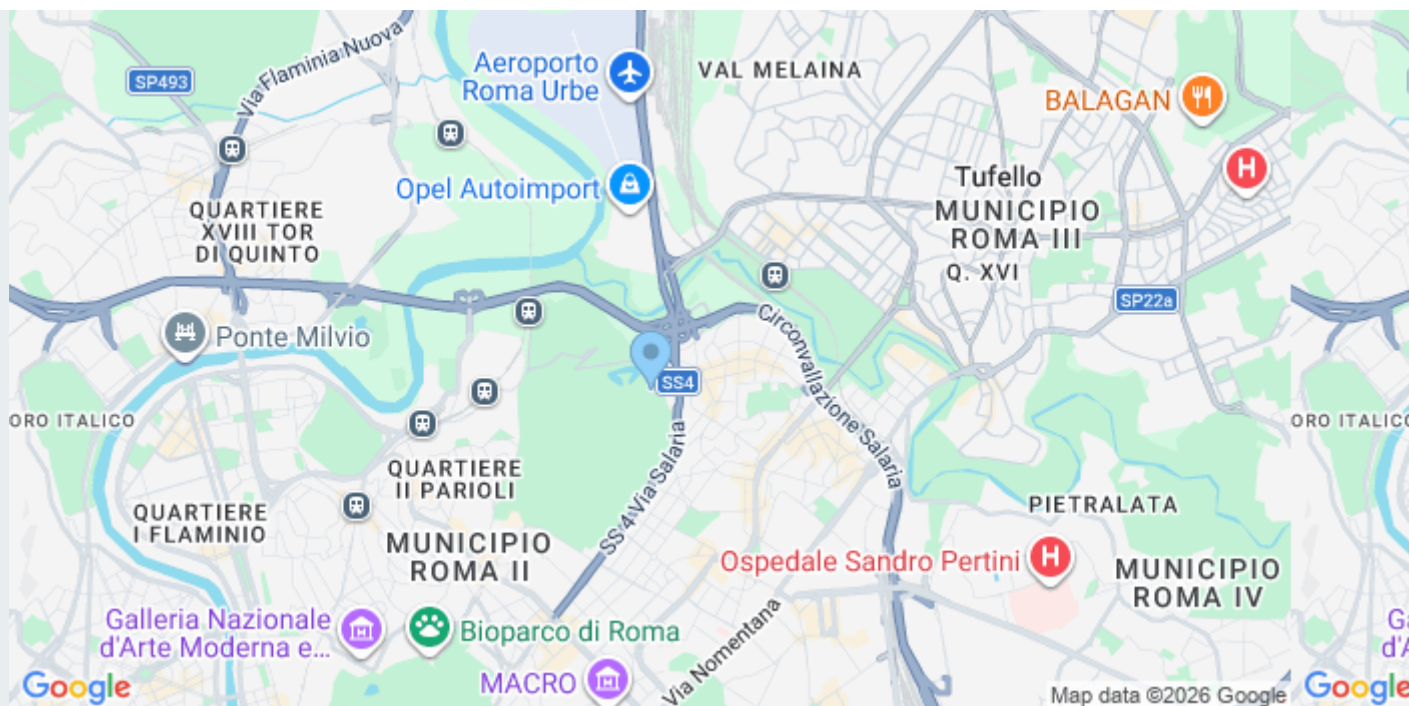 Via Flaminia Nuova
SP493
Aeroporto
Roma Urbe
VAL MELAINA
BALAGAN
H
Opel Autoimport
Tufello
MUNICIPIO
ROMA III
Q. XVI
QUARTIERE
XVIII TOR
DI QUINTO
SP22a
Ponte Milvio
Circonvallazione Salaria
SS4
ORO ITALICO
ORO ITALICO
QUARTIERE
II PARIOLI
SS 4 Via Salaria
QUARTIERE
I FLAMINIO
PIETRALATA
MUNICIPIO
ROMA II
Ospedale Sandro Pertini
H
MUNICIPIO
ROMA IV
Galleria Nazionale
d'Arte Moderna e...
Bioparco di Roma
Via Nomentana
MACRO
Ga
d'A
Google
Map data ©2026 Google
Google